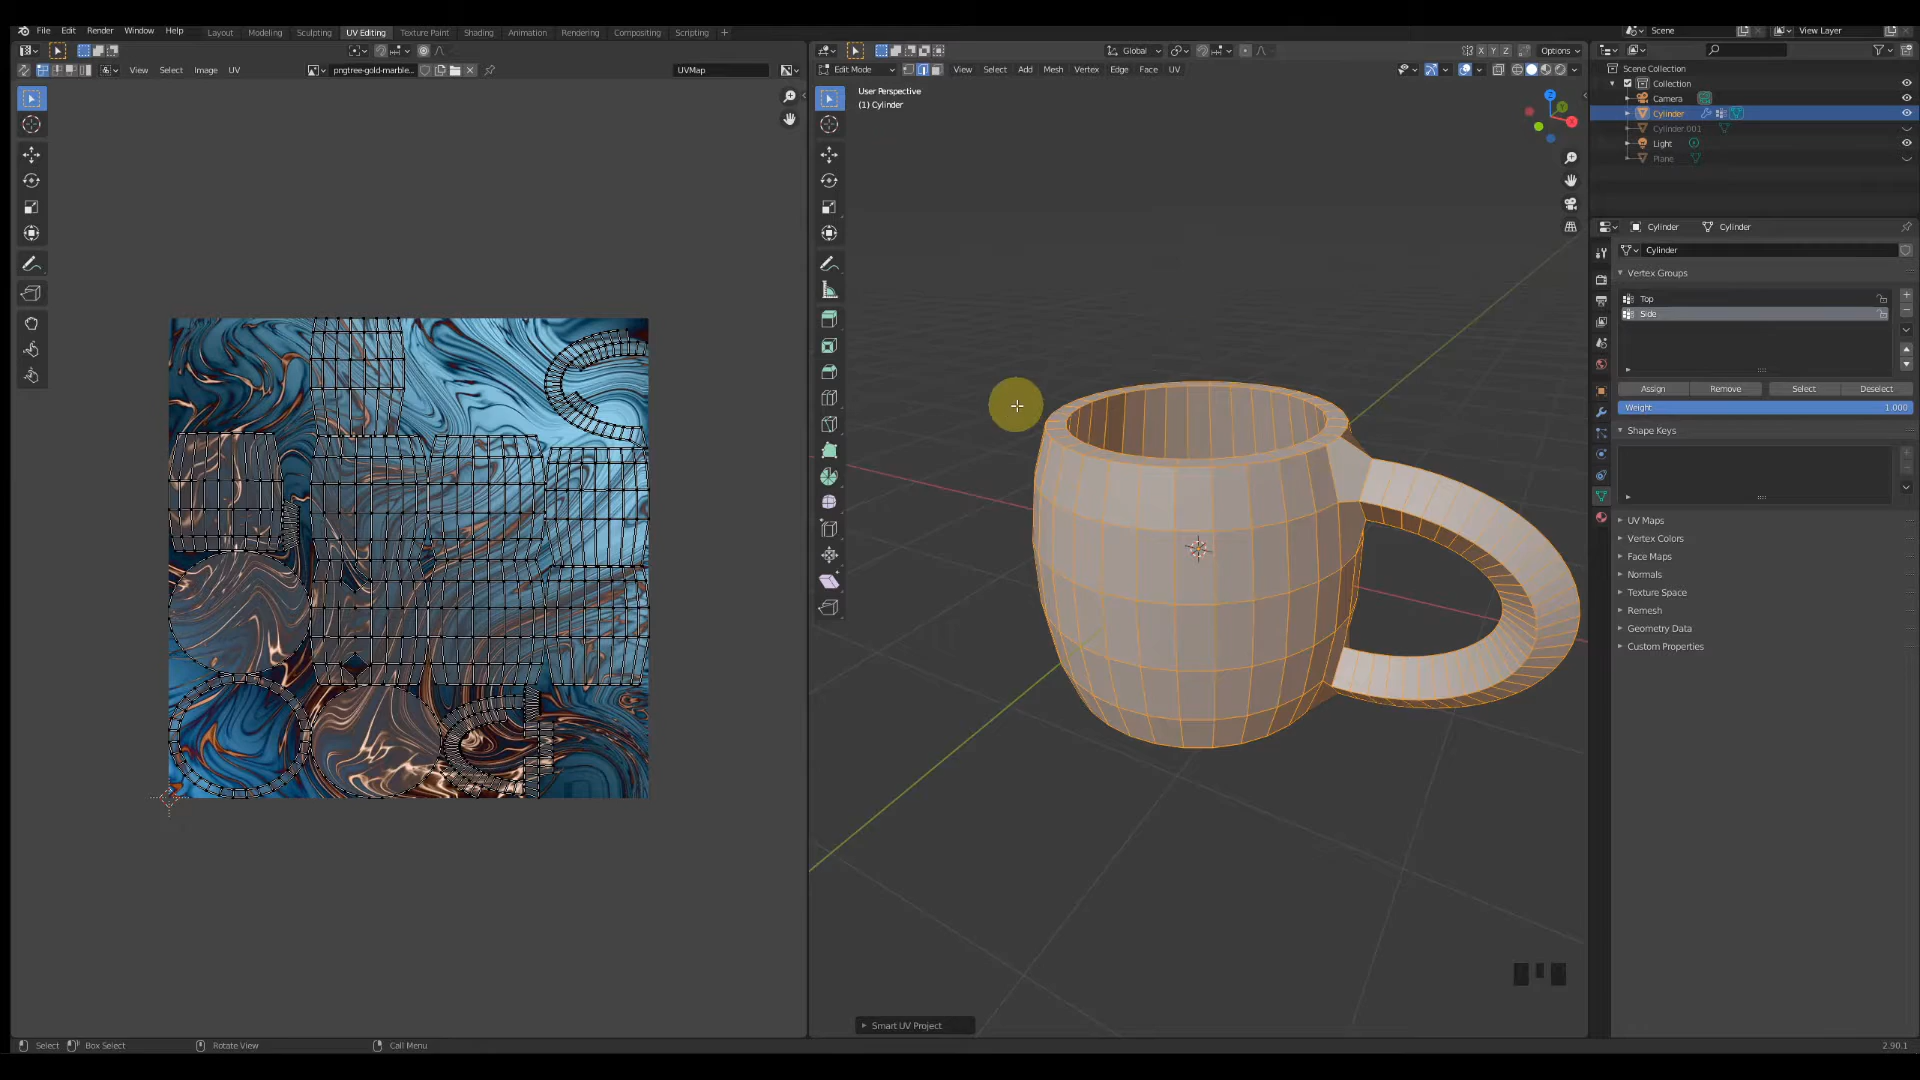 File Edit Render Window Help Layout Modeling Sculpting UV Editing Texture Paint Shading Animation Rendering Compositing Scripting + Scene View Layer
Global X Y Z Options
View Select Image UV pngtree-gold-marble... UVMap Edit Mode View Select Add Mesh Vertex Edge Face UV
User Perspective
(1) Cylinder
Scene Collection
Collection
Camera
Cylinder
Cylinder.001
Light
Plane
Cylinder Cylinder
Cylinder
Vertex Groups
Top
Side
Assign Remove Select Deselect
Weight 1.000
Shape Keys
UV Maps
Vertex Colors
Face Maps
Normals
Texture Space
Remesh
Geometry Data
Custom Properties
Smart UV Project
Select Box Select Rotate View Call Menu 2.90.1